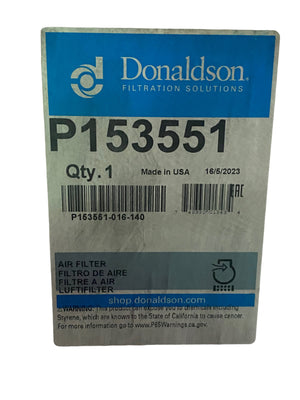 Donaldson.
FILTRATION SOLUTIONS
P153551
Qty.1 Made in USA 16/5/2023
EAC
P153551-016-140
AIR FILTER
FILTRO DE AIRE
FILTRE A AIR
LUFTFILTER
shop.donaldson.com
WARNING: This product can expose you to chemicals including
Styrene, which are known to the State of California to cause cancer.
For more information go to www.P65Warnings.ca.gov.